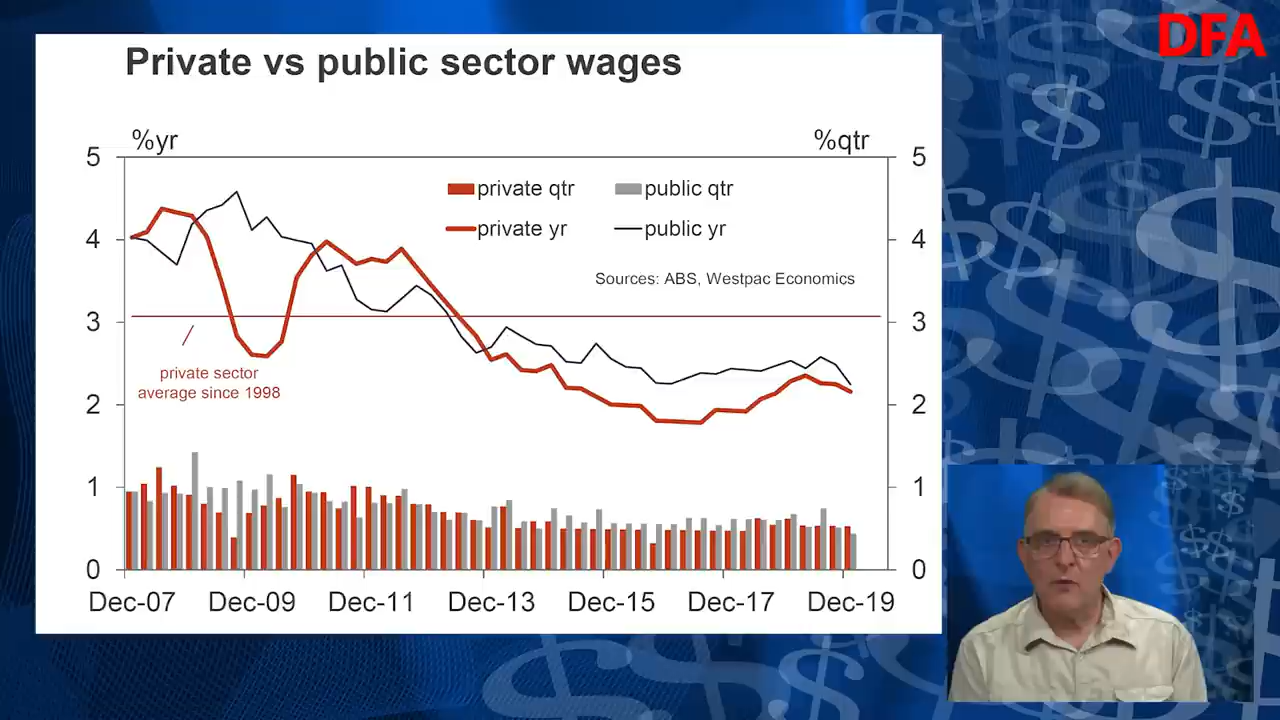 DFA
Private vs public sector wages
%yr %qtr
5 5
private qtr public qtr
private yr public yr
4 4
Sources: ABS, Westpac Economics
3 3
private sector
average since 1998
2 2
1 1
0 0
Dec-07 Dec-09 Dec-11 Dec-13 Dec-15 Dec-17 Dec-19